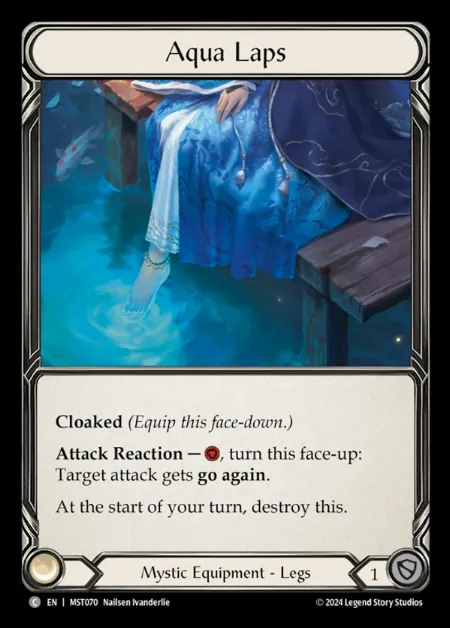 Aqua Laps
Cloaked (Equip this face-down.)
Attack Reaction — , turn this face-up:
Target attack gets go again.
At the start of your turn, destroy this.
Mystic Equipment - Legs
1
C EN | MST070 Nailsen Ivanderlie
© 2024 Legend Story Studios